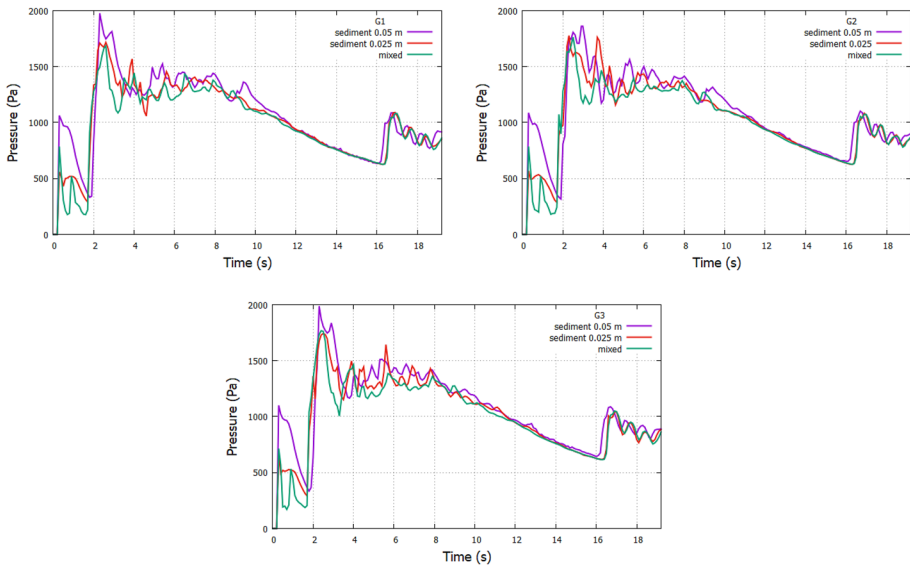 G1
sediment 0.05 m
sediment 0.025 m
mixed
Pressure (Pa)
2000
1500
1000
500
0
0 2 4 6 8 10 12 14 16 18
Time (s)
G2
sediment 0.05 m
sediment 0.025 m
mixed
Pressure (Pa)
2000
1500
1000
500
0
0 2 4 6 8 10 12 14 16 18
Time (s)
G3
sediment 0.05 m
sediment 0.025 m
mixed
Pressure (Pa)
2000
1500
1000
500
0
0 2 4 6 8 10 12 14 16 18
Time (s)